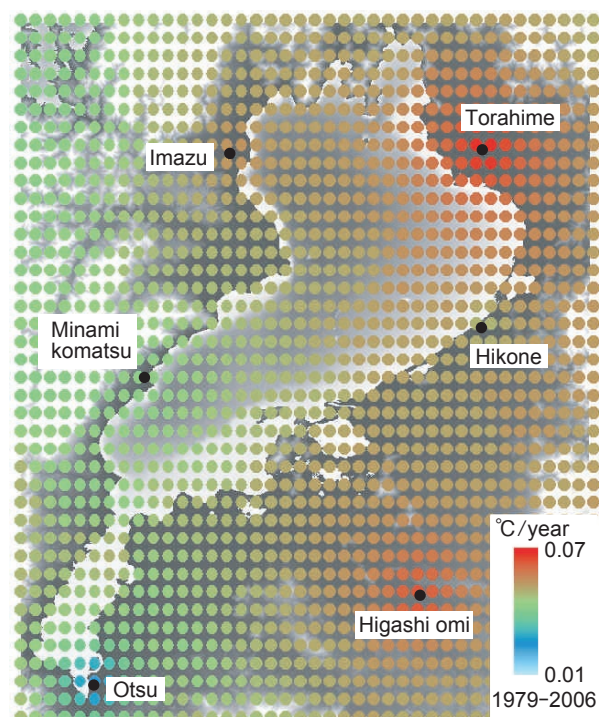 Torahime
Imazu
Minami
komatsu
Hikone
℃/year
0.07
Higashi omi
0.01
Otsu
1979−2006